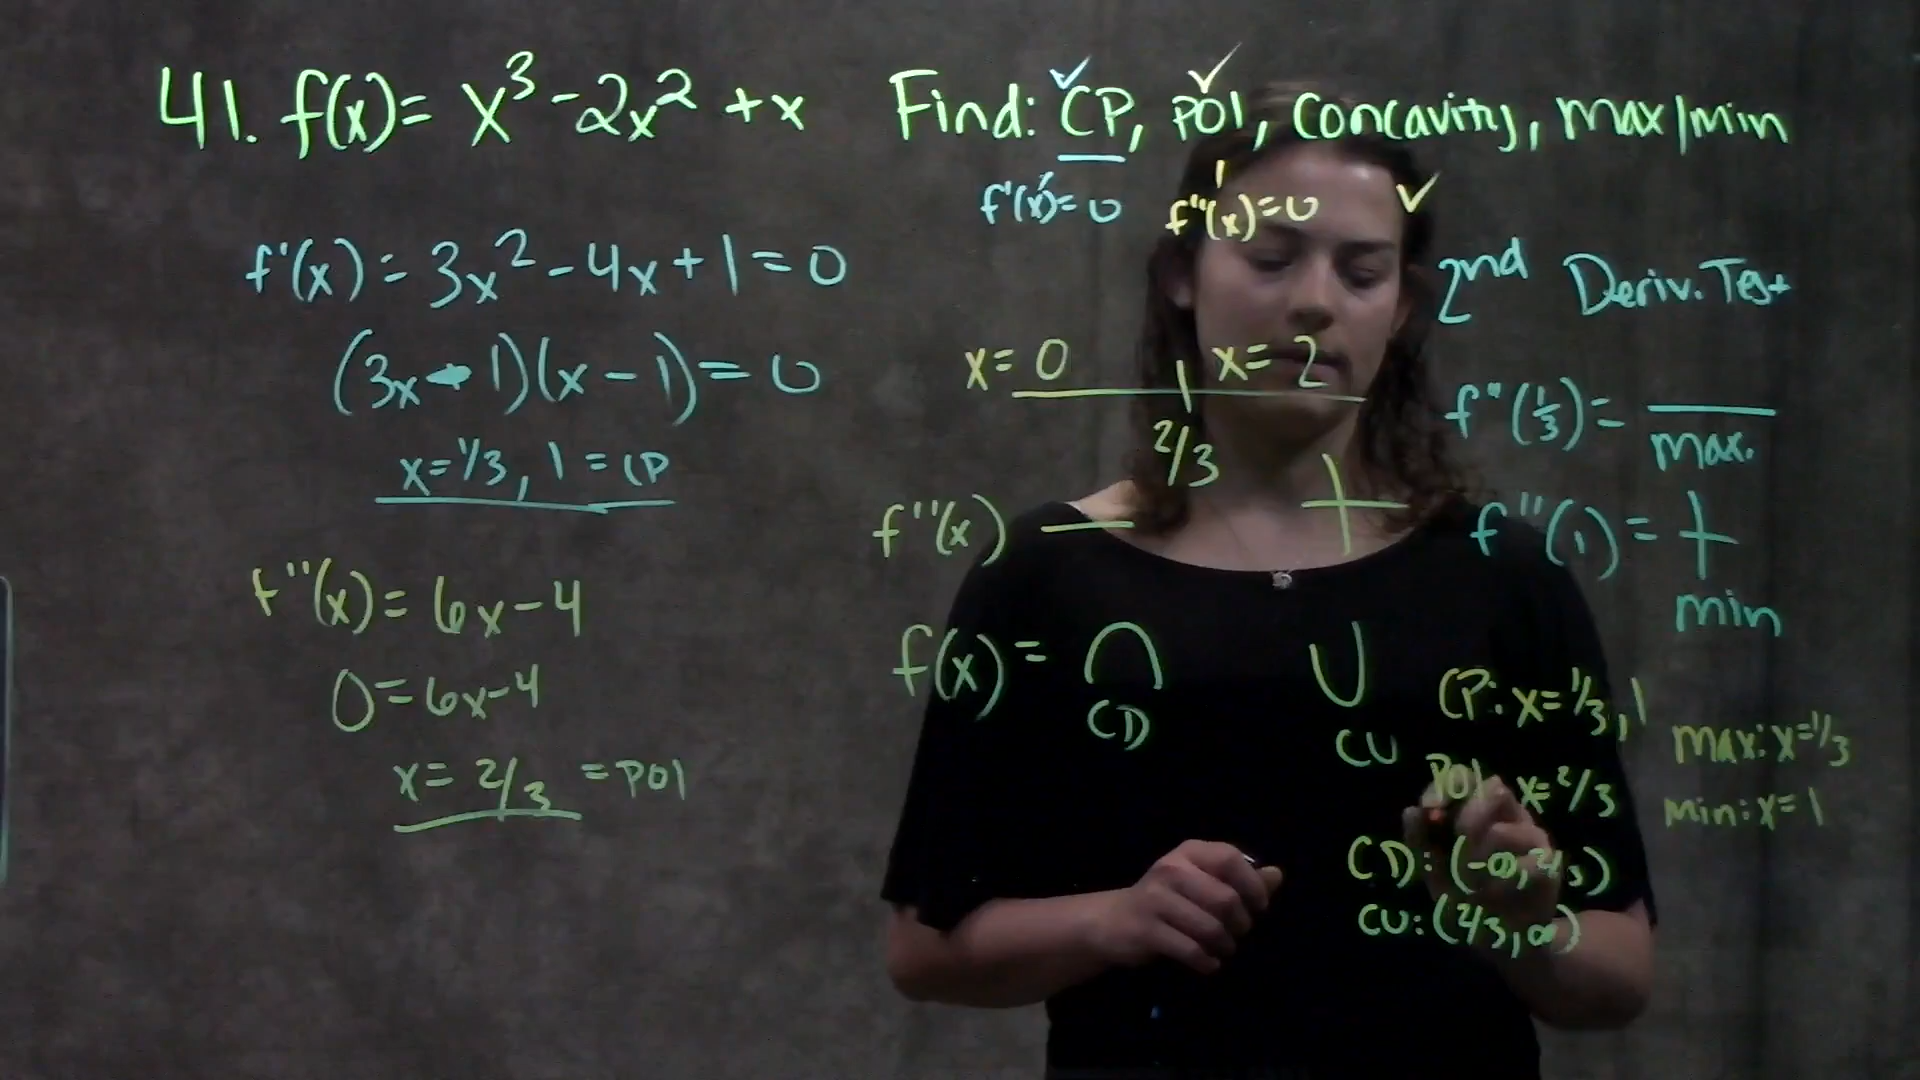 41. f(x)= x³-2x²+x Find: CP, POI, Concavity, max/min
f'(x)=0 f''(x)=0
f'(x)=3x²-4x+1=0
(3x-1)(x-1)=0
x=1/3, 1 = CP
f''(x)=6x-4
0=6x-4
x=2/3 =POI
x=0 x=2
2/3
f''(x) — +
f(x)= ∩ ∪
CD CU
2nd Deriv. Test
f''(1/3)= —
max.
f''(1)= +
min
CP: x=1/3, 1
POI x=2/3
CD: (-∞, 2/3)
CU: (2/3, ∞)
max: x=1/3
min: x=1